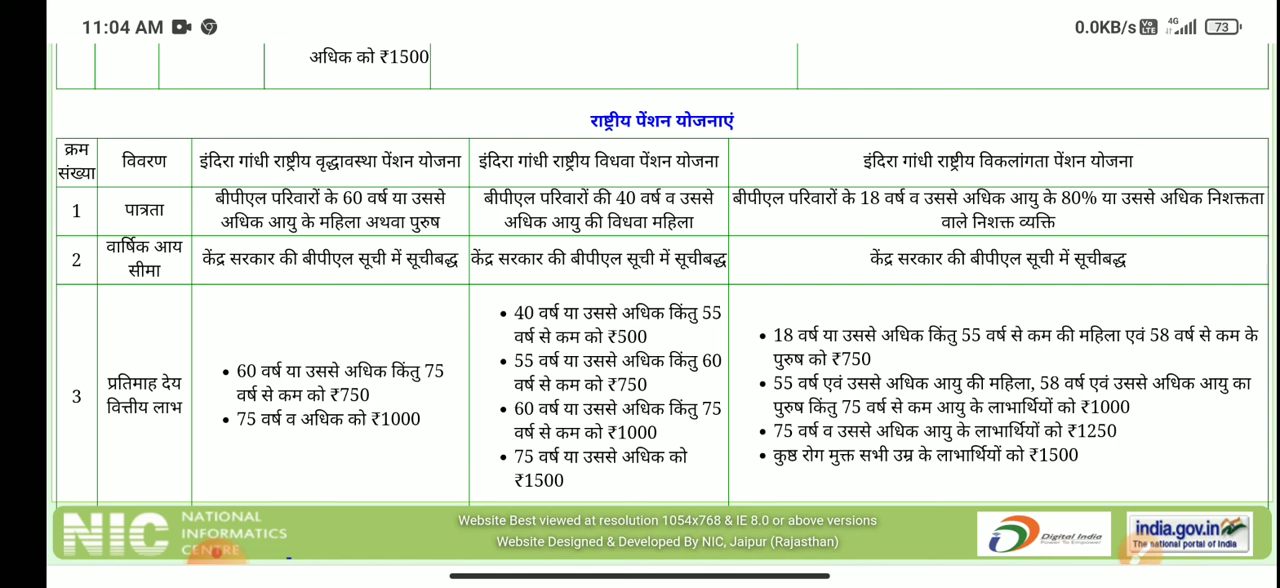 11:04 AM
0.0KB/s Vo LTE 4G 73
अधिक को ₹1500
राष्ट्रीय पेंशन योजनाएं
क्रम
संख्या
विवरण
इंदिरा गांधी राष्ट्रीय वृद्धावस्था पेंशन योजना
इंदिरा गांधी राष्ट्रीय विधवा पेंशन योजना
इंदिरा गांधी राष्ट्रीय विकलांगता पेंशन योजना
1
पात्रता
बीपीएल परिवारों के 60 वर्ष या उससे
अधिक आयु के महिला अथवा पुरुष
बीपीएल परिवारों की 40 वर्ष व उससे
अधिक आयु की विधवा महिला
बीपीएल परिवारों के 18 वर्ष व उससे अधिक आयु के 80% या उससे अधिक निशक्तता
वाले निशक्त व्यक्ति
2
वार्षिक आय
सीमा
केंद्र सरकार की बीपीएल सूची में सूचीबद्ध
केंद्र सरकार की बीपीएल सूची में सूचीबद्ध
केंद्र सरकार की बीपीएल सूची में सूचीबद्ध
3
प्रतिमाह देय
वित्तीय लाभ
• 60 वर्ष या उससे अधिक किंतु 75
वर्ष से कम को ₹750
• 75 वर्ष व अधिक को ₹1000
• 40 वर्ष या उससे अधिक किंतु 55
वर्ष से कम को ₹500
• 55 वर्ष या उससे अधिक किंतु 60
वर्ष से कम को ₹750
• 60 वर्ष या उससे अधिक किंतु 75
वर्ष से कम को ₹1000
• 75 वर्ष या उससे अधिक को
₹1500
• 18 वर्ष या उससे अधिक किंतु 55 वर्ष से कम की महिला एवं 58 वर्ष से कम के
पुरुष को ₹750
• 55 वर्ष एवं उससे अधिक आयु की महिला, 58 वर्ष एवं उससे अधिक आयु का
पुरुष किंतु 75 वर्ष से कम आयु के लाभार्थियों को ₹1000
• 75 वर्ष व उससे अधिक आयु के लाभार्थियों को ₹1250
• कुष्ठ रोग मुक्त सभी उम्र के लाभार्थियों को ₹1500
NIC
NATIONAL
INFORMATICS
CENTRE
Website Best viewed at resolution 1054x768 & IE 8.0 or above versions
Website Designed & Developed By NIC, Jaipur (Rajasthan)
Digital India
Power To Empower
india.gov.in
The national portal of India